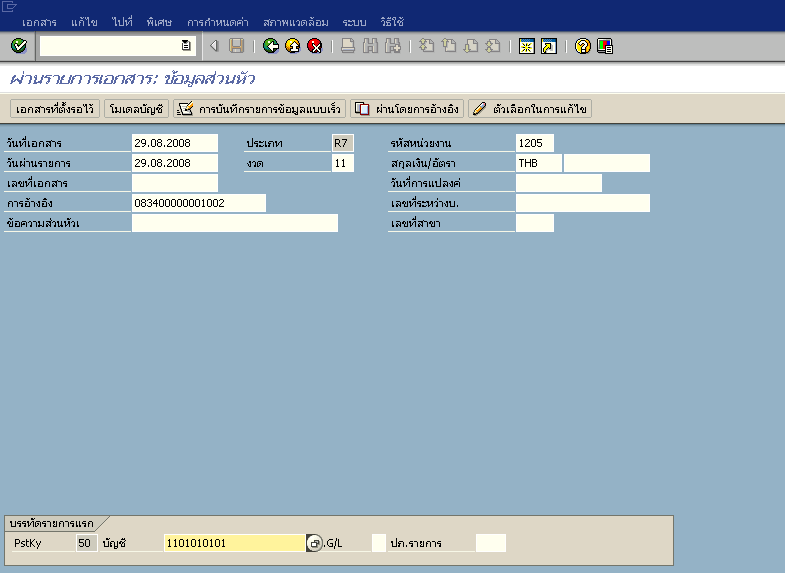 เอกสาร แก้ไข ไปที่ พิเศษ การกำหนดค่า สภาพแวดล้อม ระบบ วิธีใช้
ผ่านรายการเอกสาร: ข้อมูลส่วนหัว
เอกสารที่ตั้งรอไว้ โมเดลบัญชี การบันทึกรายการข้อมูลแบบเร็ว ผ่านโดยการอ้างอิง ตัวเลือกในการแก้ไข
วันที่เอกสาร 29.08.2008 ประเภท R7 รหัสหน่วยงาน 1205
วันผ่านรายการ 29.08.2008 งวด 11 สกุลเงิน/อัตรา THB
เลขที่เอกสาร วันที่การแปลงค่
การอ้างอิง 083400000001002 เลขที่ระหว่างบ.
ข้อความส่วนหัวเ เลขที่สาขา
บรรทัดรายการแรก
PstKy 50 บัญชี 1101010101 .G/L ปภ.รายการ